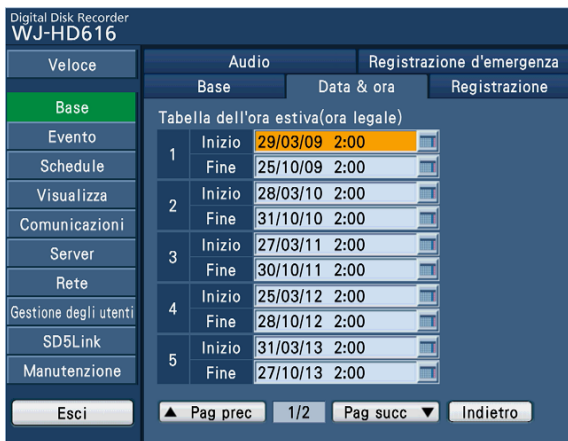 Digital Disk Recorder
WJ-HD616
Veloce
Base
Evento
Schedule
Visualizza
Comunicazioni
Server
Rete
Gestione degli utenti
SD5Link
Manutenzione
Esci
Audio Registrazione d'emergenza
Base Data & ora Registrazione
Tabella dell'ora estiva(ora legale)
1 Inizio 29/03/09 2:00
Fine 25/10/09 2:00
2 Inizio 28/03/10 2:00
Fine 31/10/10 2:00
3 Inizio 27/03/11 2:00
Fine 30/10/11 2:00
4 Inizio 25/03/12 2:00
Fine 28/10/12 2:00
5 Inizio 31/03/13 2:00
Fine 27/10/13 2:00
▲ Pag prec 1/2 Pag succ ▼ Indietro